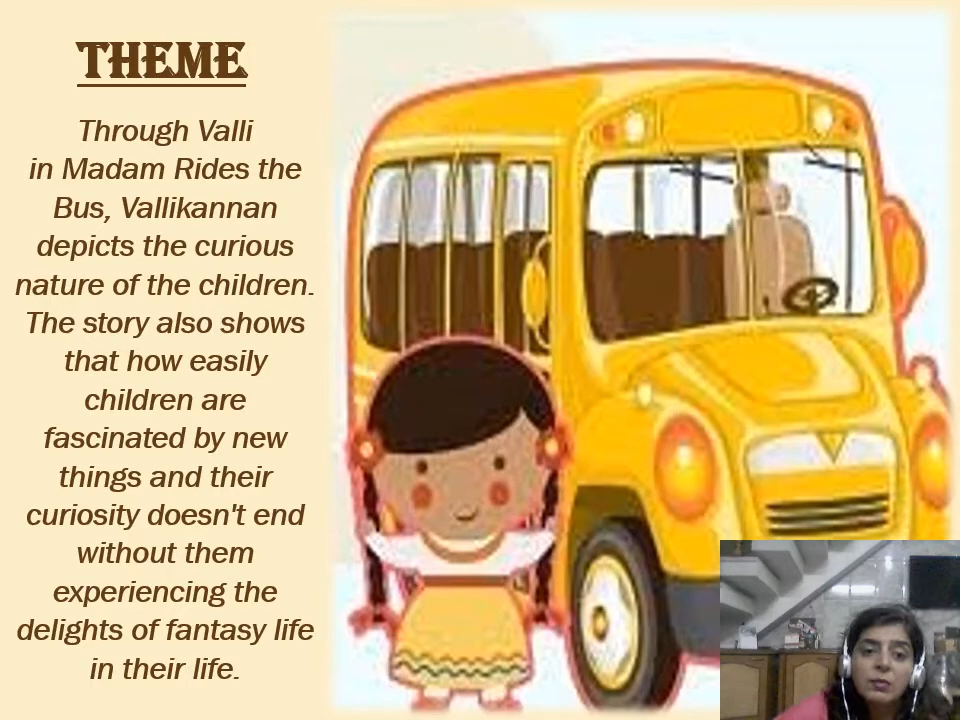 THEME
Through Valli
in Madam Rides the
Bus, Vallikannan
depicts the curious
nature of the children.
The story also shows
that how easily
children are
fascinated by new
things and their
curiosity doesn't end
without them
experiencing the
delights of fantasy life
in their life.